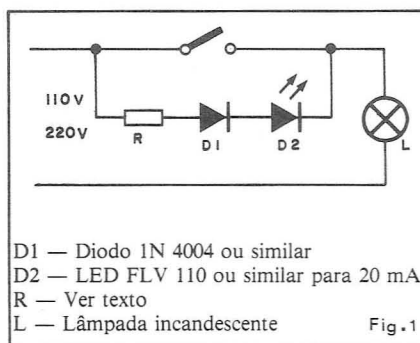 110V
220V
R
D1
D2
L
D1 — Diodo 1N 4004 ou similar
D2 — LED FLV 110 ou similar para 20 mA
R — Ver texto
L — Lâmpada incandescente
Fig.1